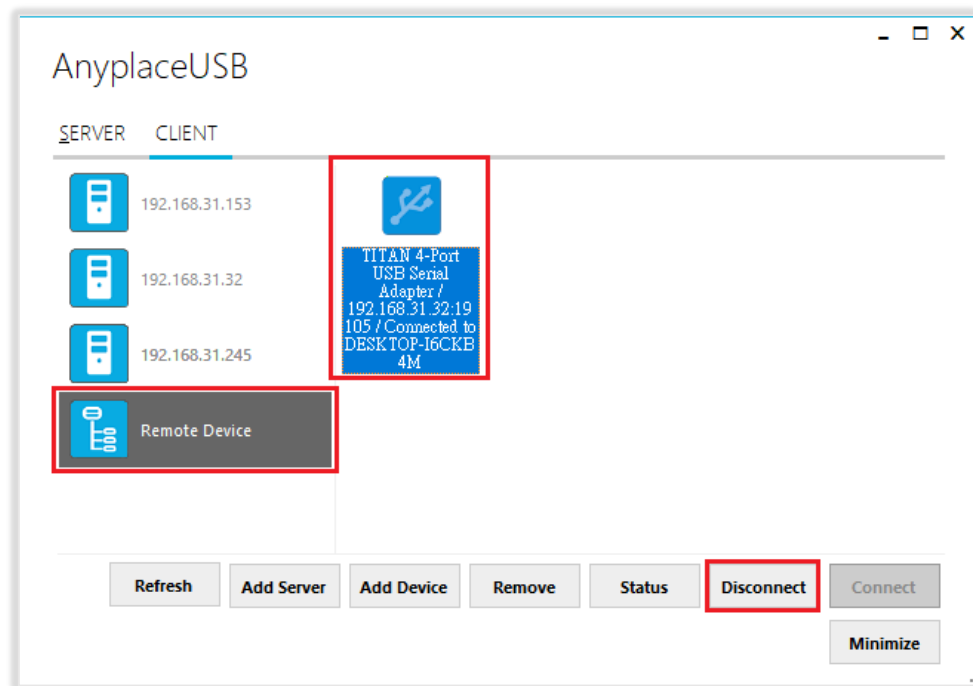 AnyplaceUSB
SERVER CLIENT
192.168.31.153
192.168.31.32
192.168.31.245
Remote Device
TITAN 4-Port
USB Serial
Adapter /
192.168.31.32:19
105 / Connected to
DESKTOP-I6CKB
4M
Refresh Add Server Add Device Remove Status Disconnect Connect
Minimize